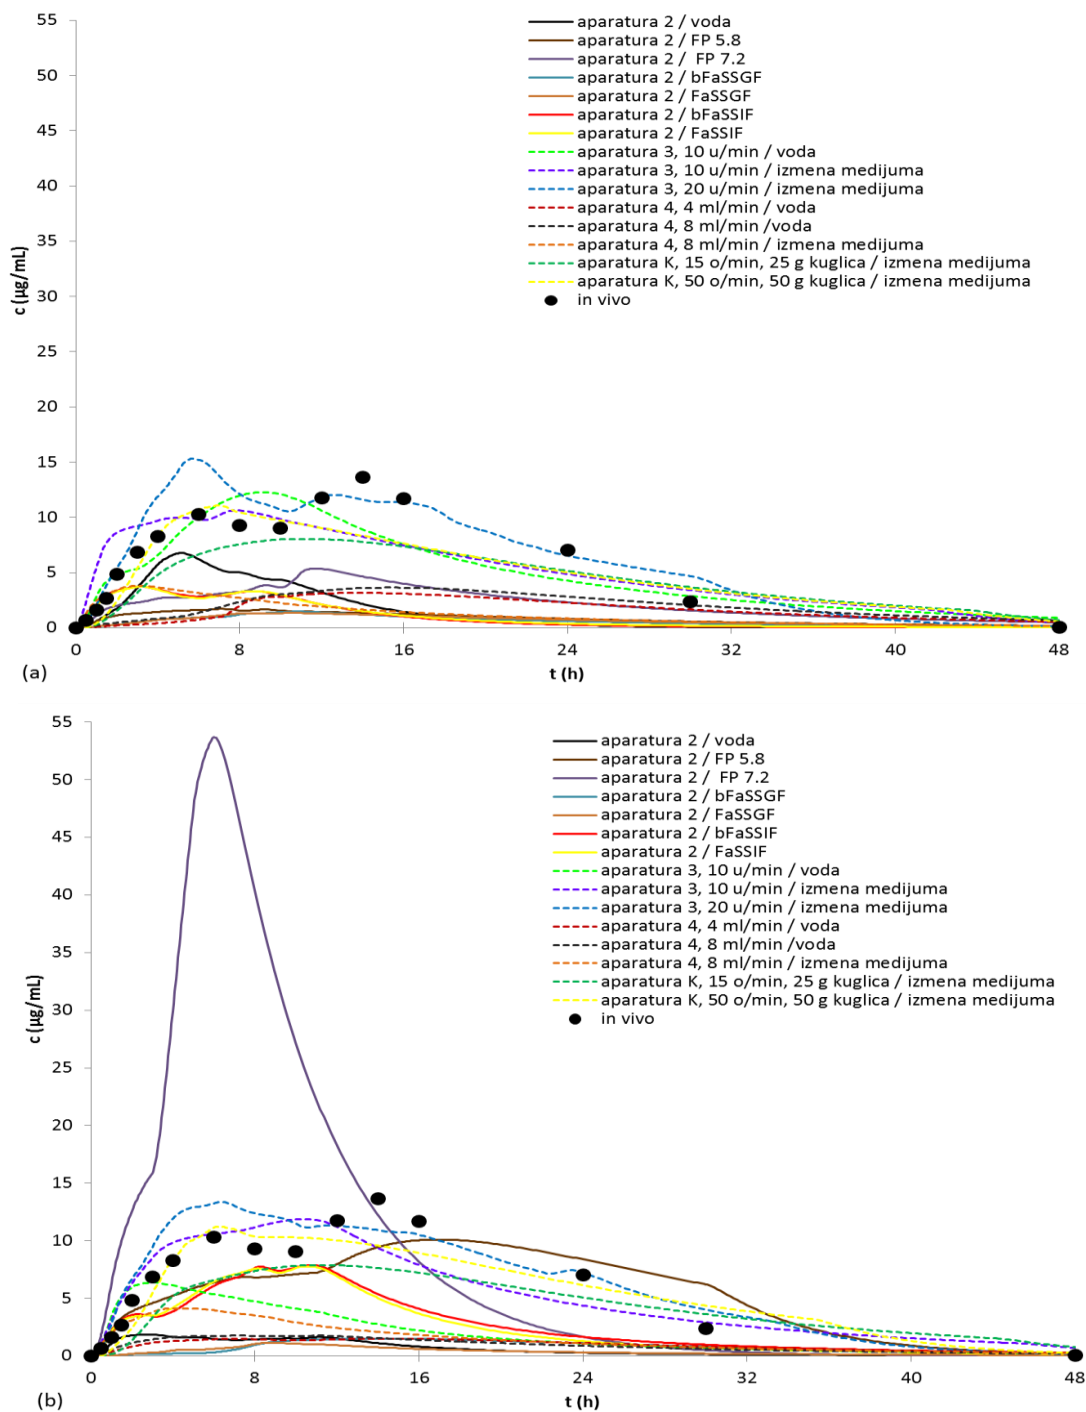 55
50
45
40
35
30
25
20
15
10
5
0
c (µg/mL)
aparatura 2 / voda
aparatura 2 / FP 5.8
aparatura 2 / FP 7.2
aparatura 2 / bFaSSGF
aparatura 2 / FaSSGF
aparatura 2 / bFaSSIF
aparatura 2 / FaSSIF
aparatura 3, 10 u/min / voda
aparatura 3, 10 u/min / izmena medijuma
aparatura 3, 20 u/min / izmena medijuma
aparatura 4, 4 ml/min / voda
aparatura 4, 8 ml/min /voda
aparatura 4, 8 ml/min / izmena medijuma
aparatura K, 15 o/min, 25 g kuglica / izmena medijuma
aparatura K, 50 o/min, 50 g kuglica / izmena medijuma
in vivo
0 8 16 24 32 40 48
(a) t (h)
55
50
45
40
35
30
25
20
15
10
5
0
c (µg/mL)
aparatura 2 / voda
aparatura 2 / FP 5.8
aparatura 2 / FP 7.2
aparatura 2 / bFaSSGF
aparatura 2 / FaSSGF
aparatura 2 / bFaSSIF
aparatura 2 / FaSSIF
aparatura 3, 10 u/min / voda
aparatura 3, 10 u/min / izmena medijuma
aparatura 3, 20 u/min / izmena medijuma
aparatura 4, 4 ml/min / voda
aparatura 4, 8 ml/min /voda
aparatura 4, 8 ml/min / izmena medijuma
aparatura K, 15 o/min, 25 g kuglica / izmena medijuma
aparatura K, 50 o/min, 50 g kuglica / izmena medijuma
in vivo
0 8 16 24 32 40 48
(b) t (h)